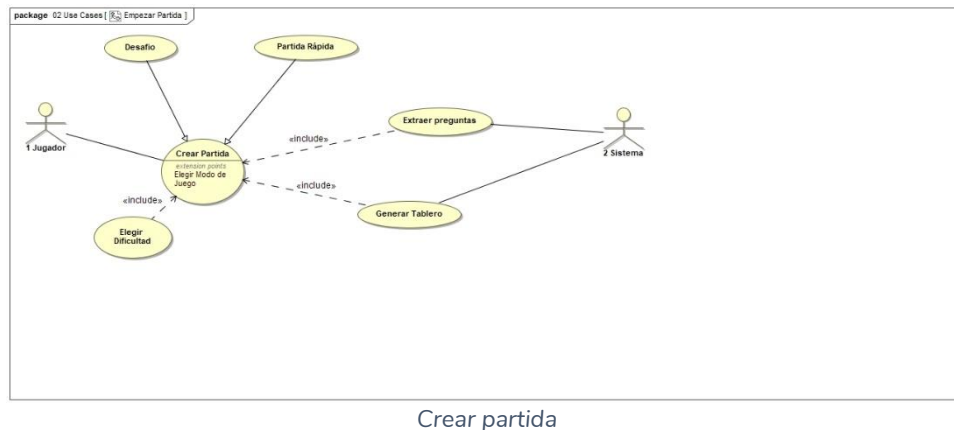 package 02 Use Cases [ Empezar Partida ]
Desafio
Partida Rápida
1 Jugador
Extraer preguntas
2 Sistema
«include»
Crear Partida
extension points
Elegir Modo de
Juego
«include»
«include»
Generar Tablero
Elegir
Dificultad
Crear partida